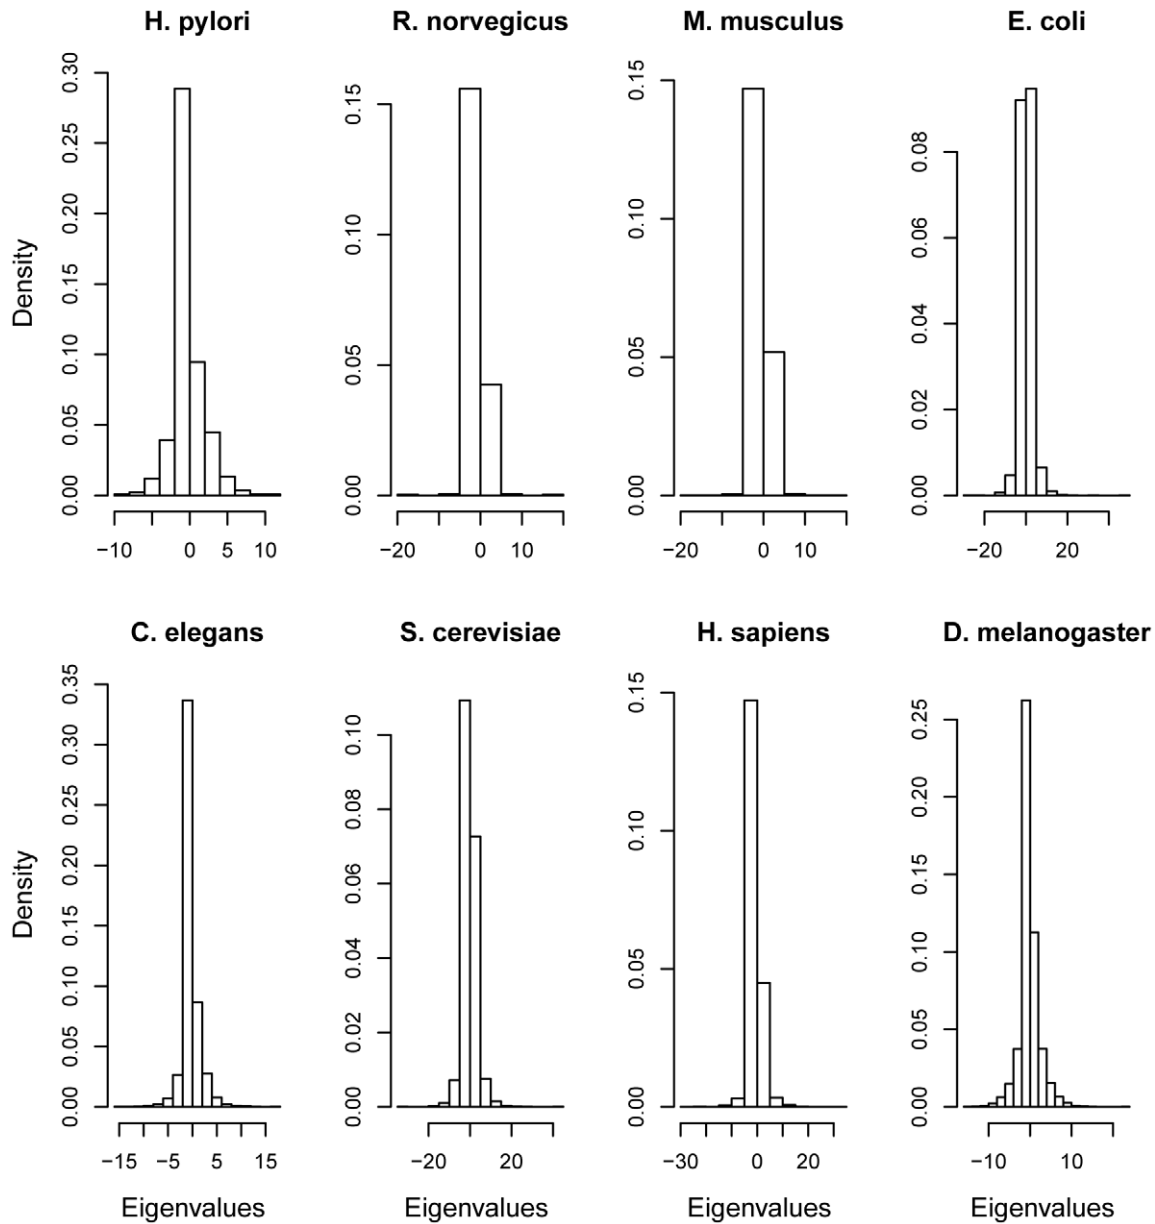 H. pylori
R. norvegicus
M. musculus
E. coli
Density
0.00 0.05 0.10 0.15 0.20 0.25 0.30
0.00 0.05 0.10 0.15
0.00 0.05 0.10 0.15
0.00 0.02 0.04 0.06 0.08
−10 0 5 10
−20 0 10
−20 0 10
−20 20
C. elegans
S. cerevisiae
H. sapiens
D. melanogaster
Density
0.00 0.05 0.10 0.15 0.20 0.25 0.30 0.35
0.00 0.02 0.04 0.06 0.08 0.10
0.00 0.05 0.10 0.15
0.00 0.05 0.10 0.15 0.20 0.25
−15 −5 5 15
−20 20
−30 0 30
−10 10
Eigenvalues
Eigenvalues
Eigenvalues
Eigenvalues